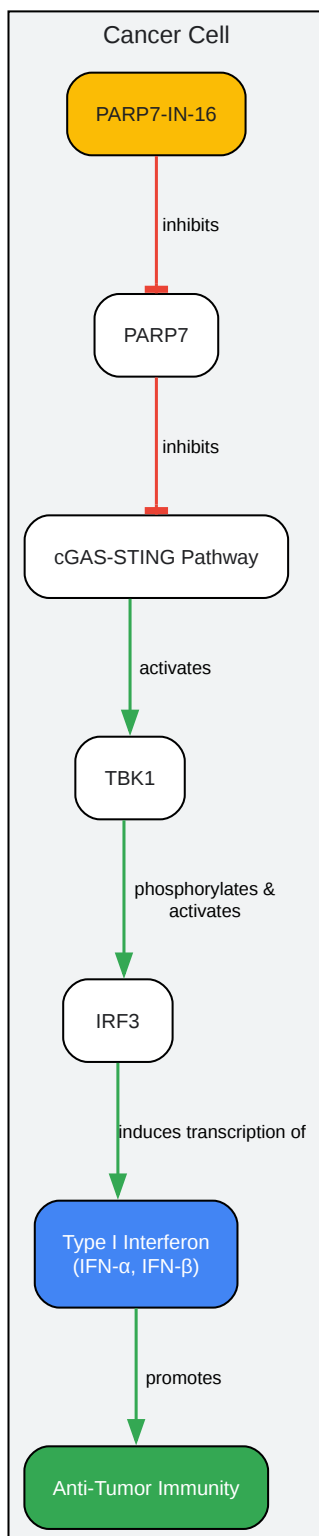 Cancer Cell
PARP7-IN-16
inhibits
PARP7
inhibits
cGAS-STING Pathway
activates
TBK1
phosphorylates &
activates
IRF3
induces transcription of
Type I Interferon
(IFN-α, IFN-β)
promotes
Anti-Tumor Immunity